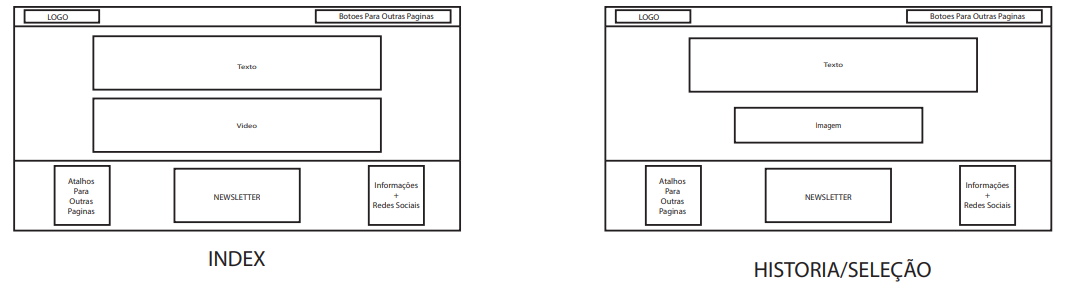 LOGO
Botoes Para Outras Paginas
Texto
Video
Atalhos
Para
Outras
Paginas
NEWSLETTER
Informações
+
Redes Sociais
INDEX
LOGO
Botoes Para Outras Paginas
Texto
Imagem
Atalhos
Para
Outras
Paginas
NEWSLETTER
Informações
+
Redes Sociais
HISTORIA/SELEÇÃO